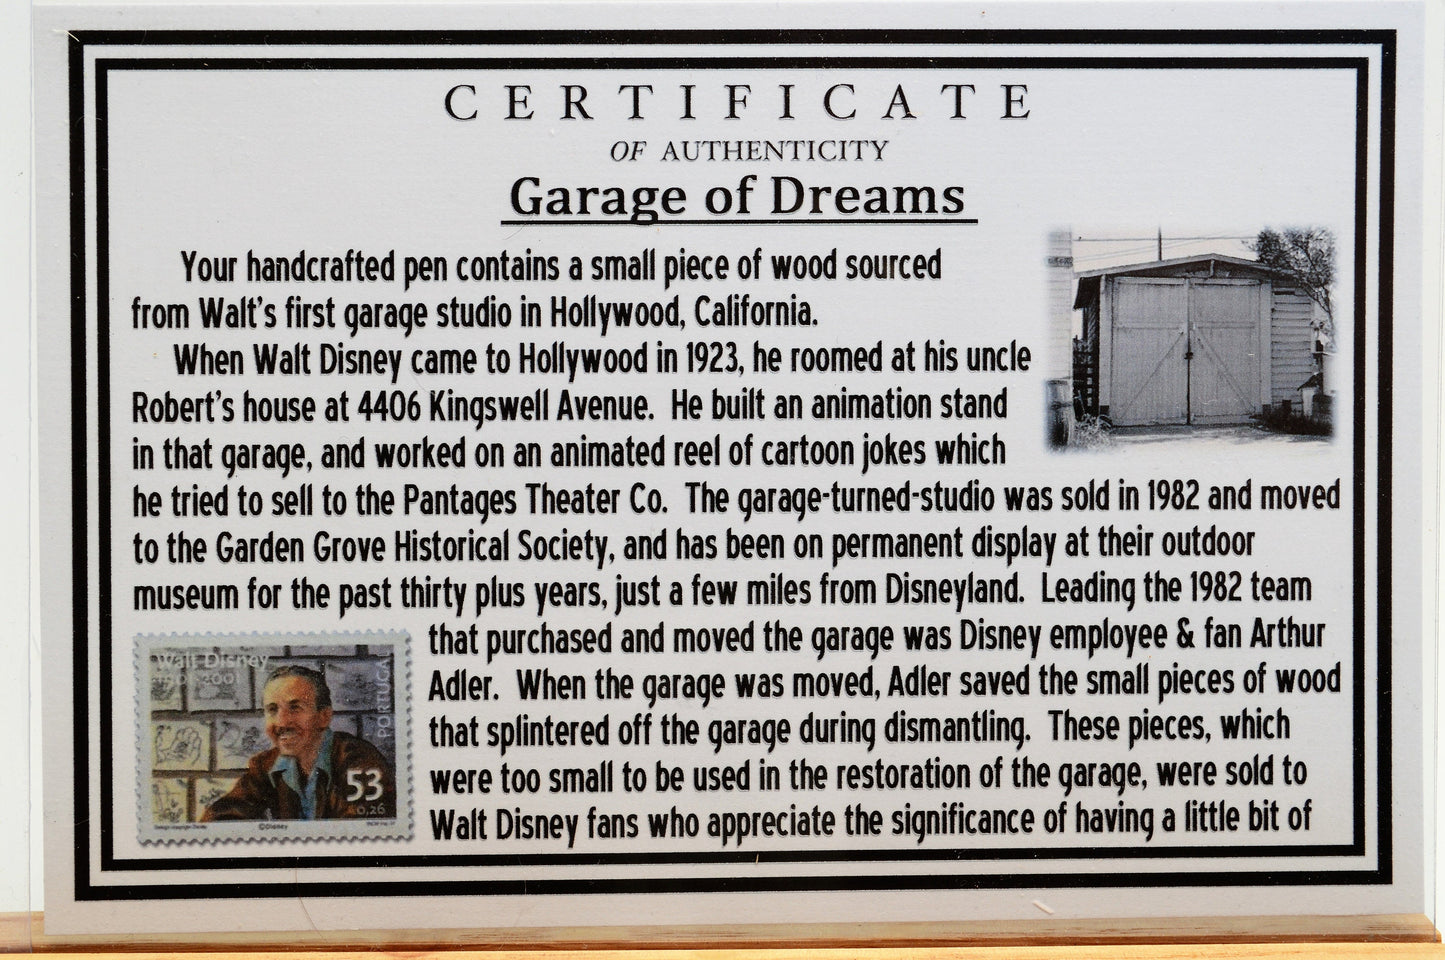 CERTIFICATE
OF AUTHENTICITY
Garage of Dreams
Your handcrafted pen contains a small piece of wood sourced
from Walt's first garage studio in Hollywood, California.
When Walt Disney came to Hollywood in 1923, he roomed at his uncle
Robert's house at 4406 Kingswell Avenue. He built an animation stand
in that garage, and worked on an animated reel of cartoon jokes which
he tried to sell to the Pantages Theater Co. The garage-turned-studio was sold in 1982 and moved
to the Garden Grove Historical Society, and has been on permanent display at their outdoor
museum for the past thirty plus years, just a few miles from Disneyland. Leading the 1982 team
that purchased and moved the garage was Disney employee & fan Arthur
Adler. When the garage was moved, Adler saved the small pieces of wood
that splintered off the garage during dismantling. These pieces, which
were too small to be used in the restoration of the garage, were sold to
Walt Disney fans who appreciate the significance of having a little bit of
Walt Disney
1901-2001
PORTUGAL
53
€0,26
©Disney